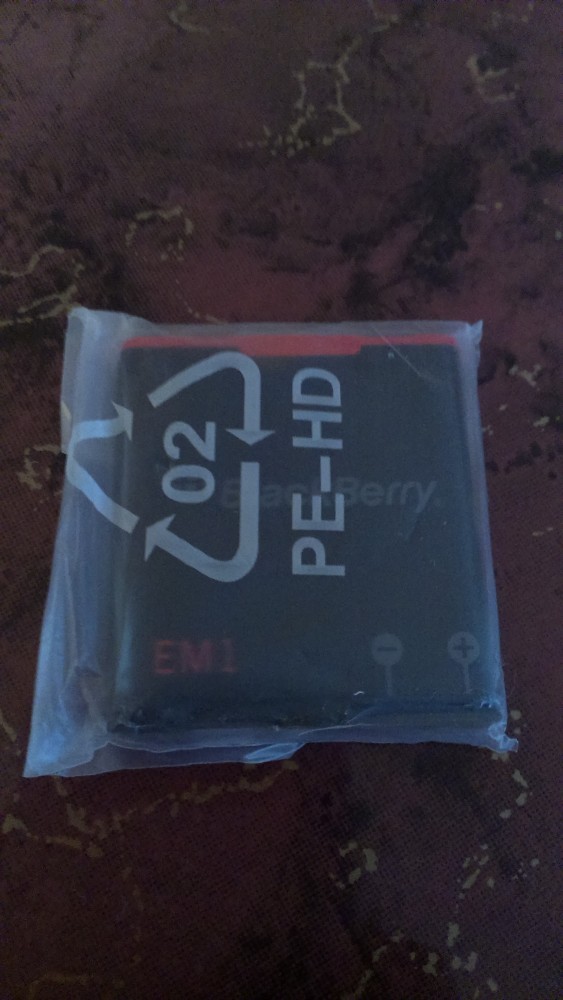 02
PE-HD
BlackBerry
EM1
- +